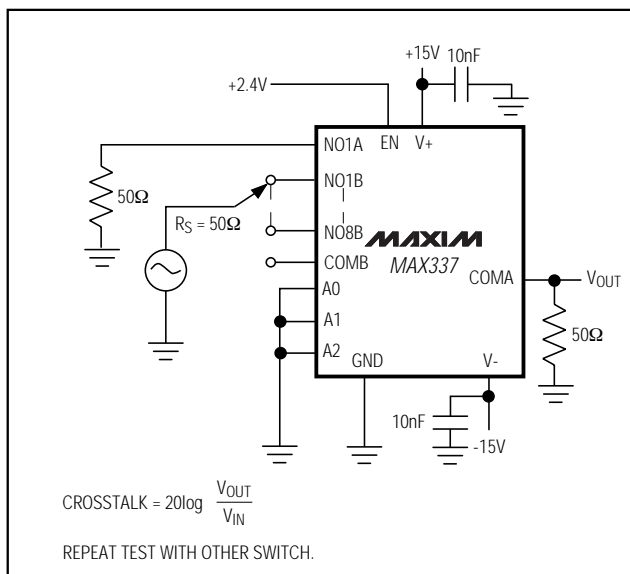 +15V
10nF
+2.4V
NO1A
EN
V+
NO1B
50Ω
RS = 50Ω
NO8B
MAXIM
COMB
MAX337
COMA
VOUT
A0
A1
50Ω
A2
GND
V-
10nF
-15V
CROSSTALK = 20log VOUT
VIN
REPEAT TEST WITH OTHER SWITCH.